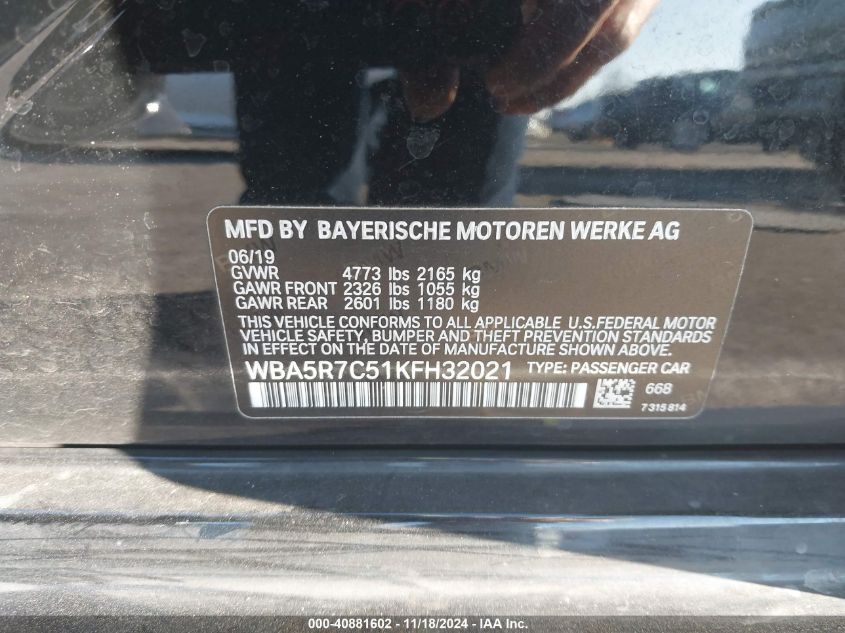 MFD BY BAYERISCHE MOTOREN WERKE AG
06/19
GVWR 4773 lbs 2165 kg
GAWR FRONT 2326 lbs 1055 kg
GAWR REAR 2601 lbs 1180 kg
THIS VEHICLE CONFORMS TO ALL APPLICABLE U.S.FEDERAL MOTOR
VEHICLE SAFETY, BUMPER AND THEFT PREVENTION STANDARDS
IN EFFECT ON THE DATE OF MANUFACTURE SHOWN ABOVE.
WBA5R7C51KFH32021 TYPE: PASSENGER CAR
668
7315814
000-40881602 - 11/18/2024 - IAA Inc.